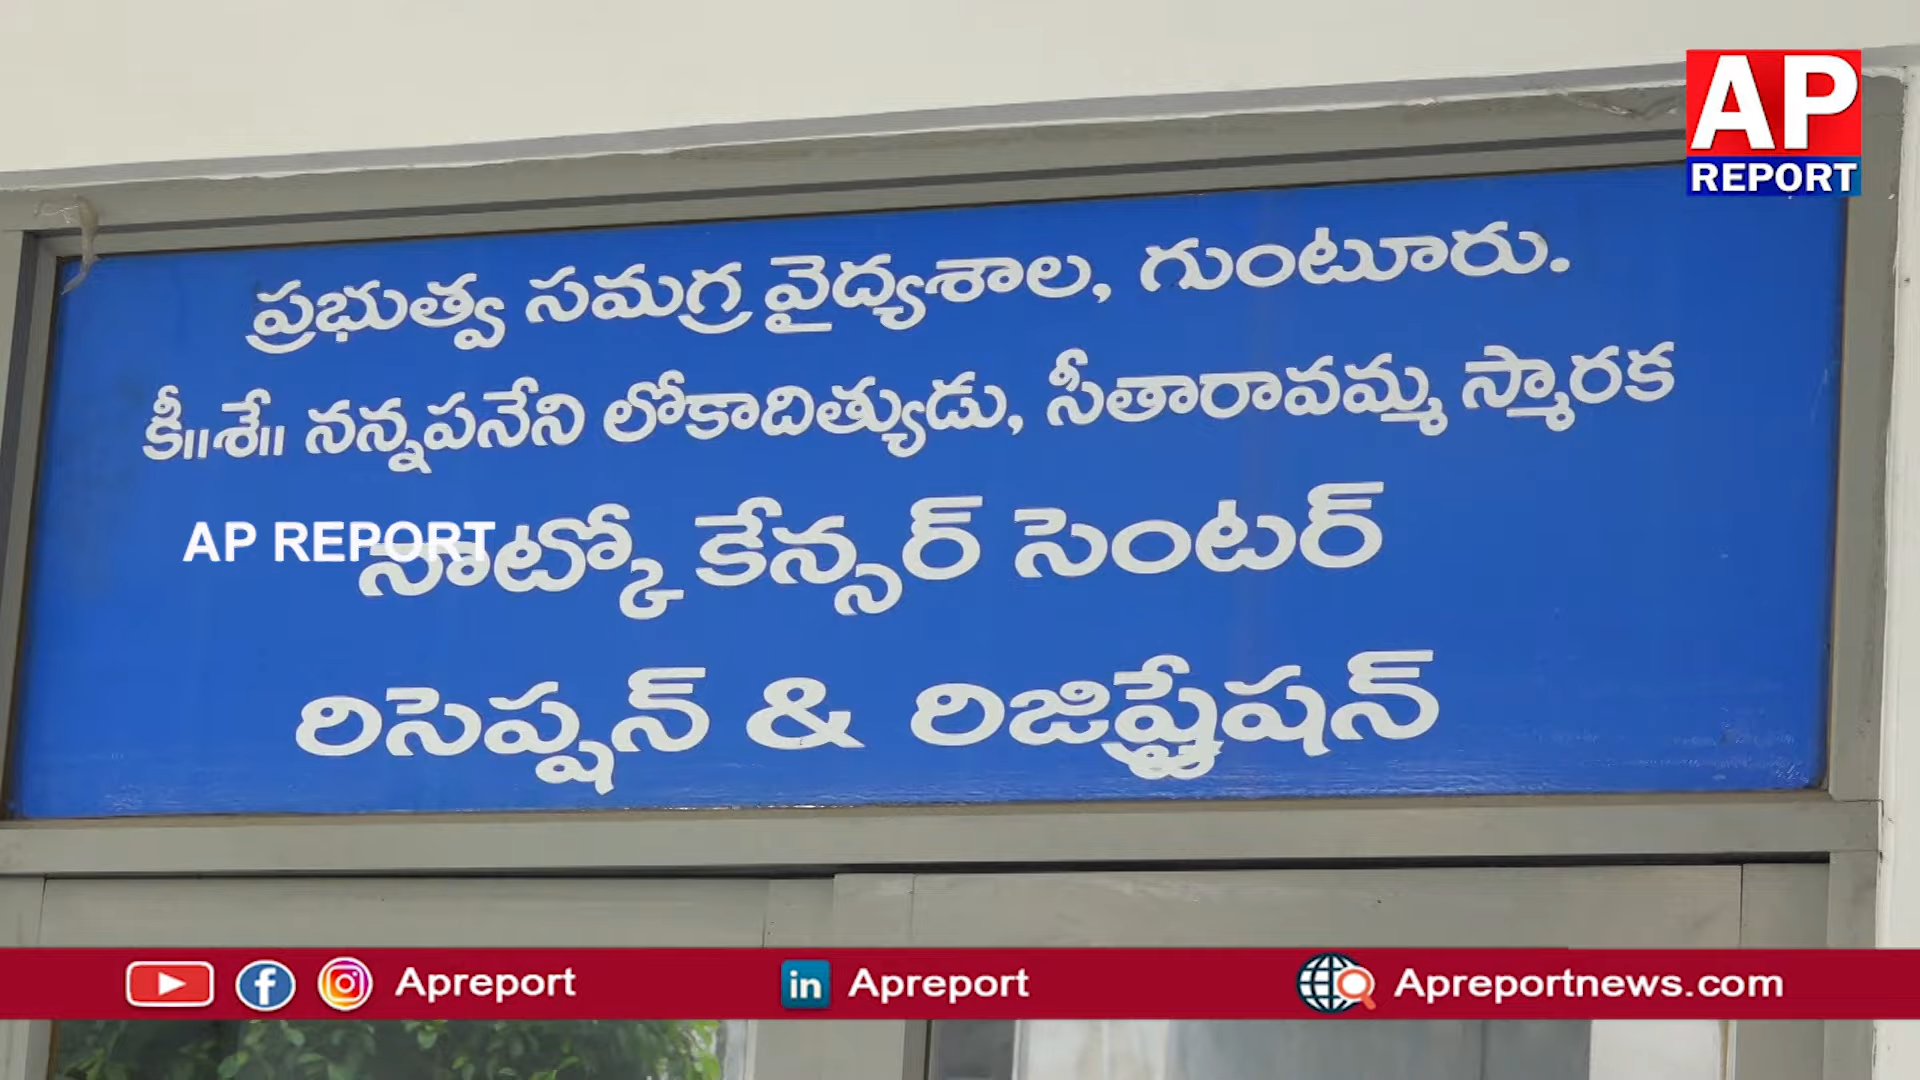 AP
REPORT
ప్రభుత్వ సమగ్ర వైద్యశాల, గుంటూరు.
కీ॥శే॥ నన్నపనేని లోకాదిత్యుడు, సీతారావమ్మ స్మారక
AP REPORT
నాట్కో కేన్సర్ సెంటర్
రిసెప్షన్ & రిజిష్ట్రేషన్
Apreport
Apreport
Apreportnews.com